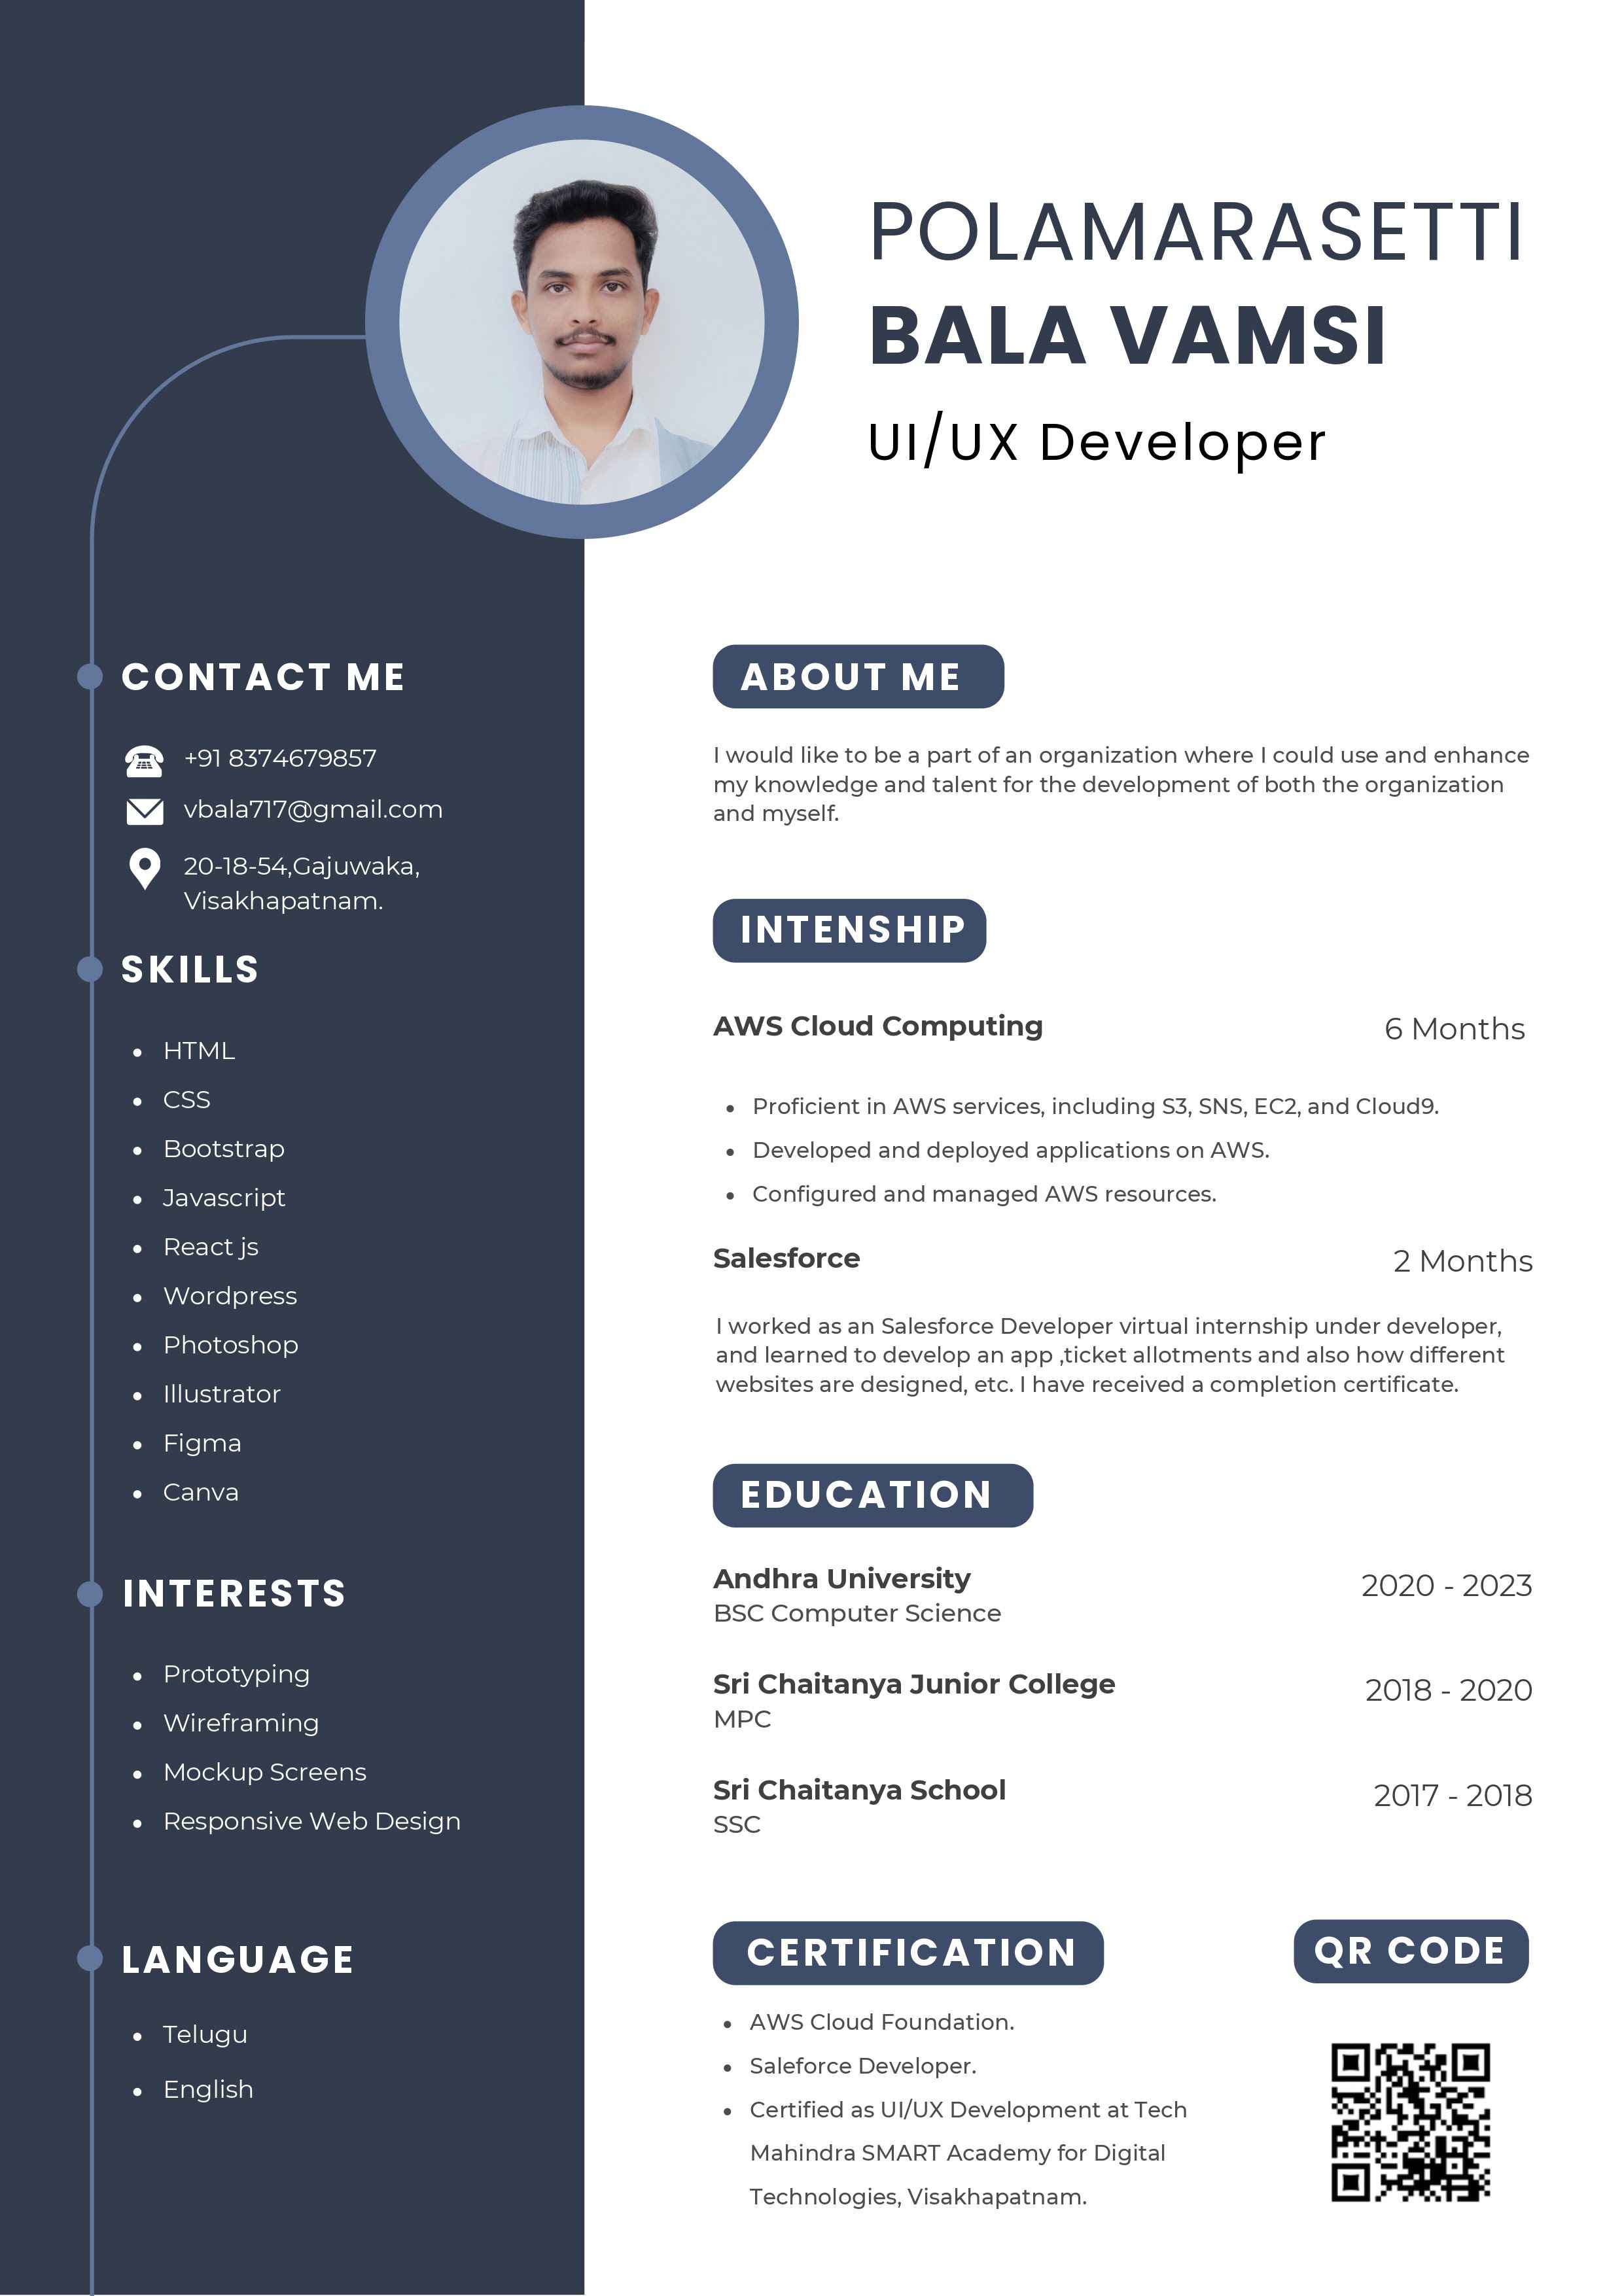 POLAMARASETTI
BALA VAMSI
UI/UX Developer
CONTACT ME
+91 8374679857
vbala717@gmail.com
20-18-54,Gajuwaka,
Visakhapatnam.
SKILLS
HTML
CSS
Bootstrap
Javascript
React js
Wordpress
Photoshop
Illustrator
Figma
Canva
INTERESTS
Prototyping
Wireframing
Mockup Screens
Responsive Web Design
LANGUAGE
Telugu
English
ABOUT ME
I would like to be a part of an organization where I could use and enhance
my knowledge and talent for the development of both the organization
and myself.
INTENSHIP
AWS Cloud Computing 6 Months
Proficient in AWS services, including S3, SNS, EC2, and Cloud9.
Developed and deployed applications on AWS.
Configured and managed AWS resources.
Salesforce 2 Months
I worked as an Salesforce Developer virtual internship under developer,
and learned to develop an app ,ticket allotments and also how different
websites are designed, etc. I have received a completion certificate.
EDUCATION
Andhra University 2020 - 2023
BSC Computer Science
Sri Chaitanya Junior College 2018 - 2020
MPC
Sri Chaitanya School 2017 - 2018
SSC
CERTIFICATION
AWS Cloud Foundation.
Saleforce Developer.
Certified as UI/UX Development at Tech
Mahindra SMART Academy for Digital
Technologies, Visakhapatnam.
QR CODE